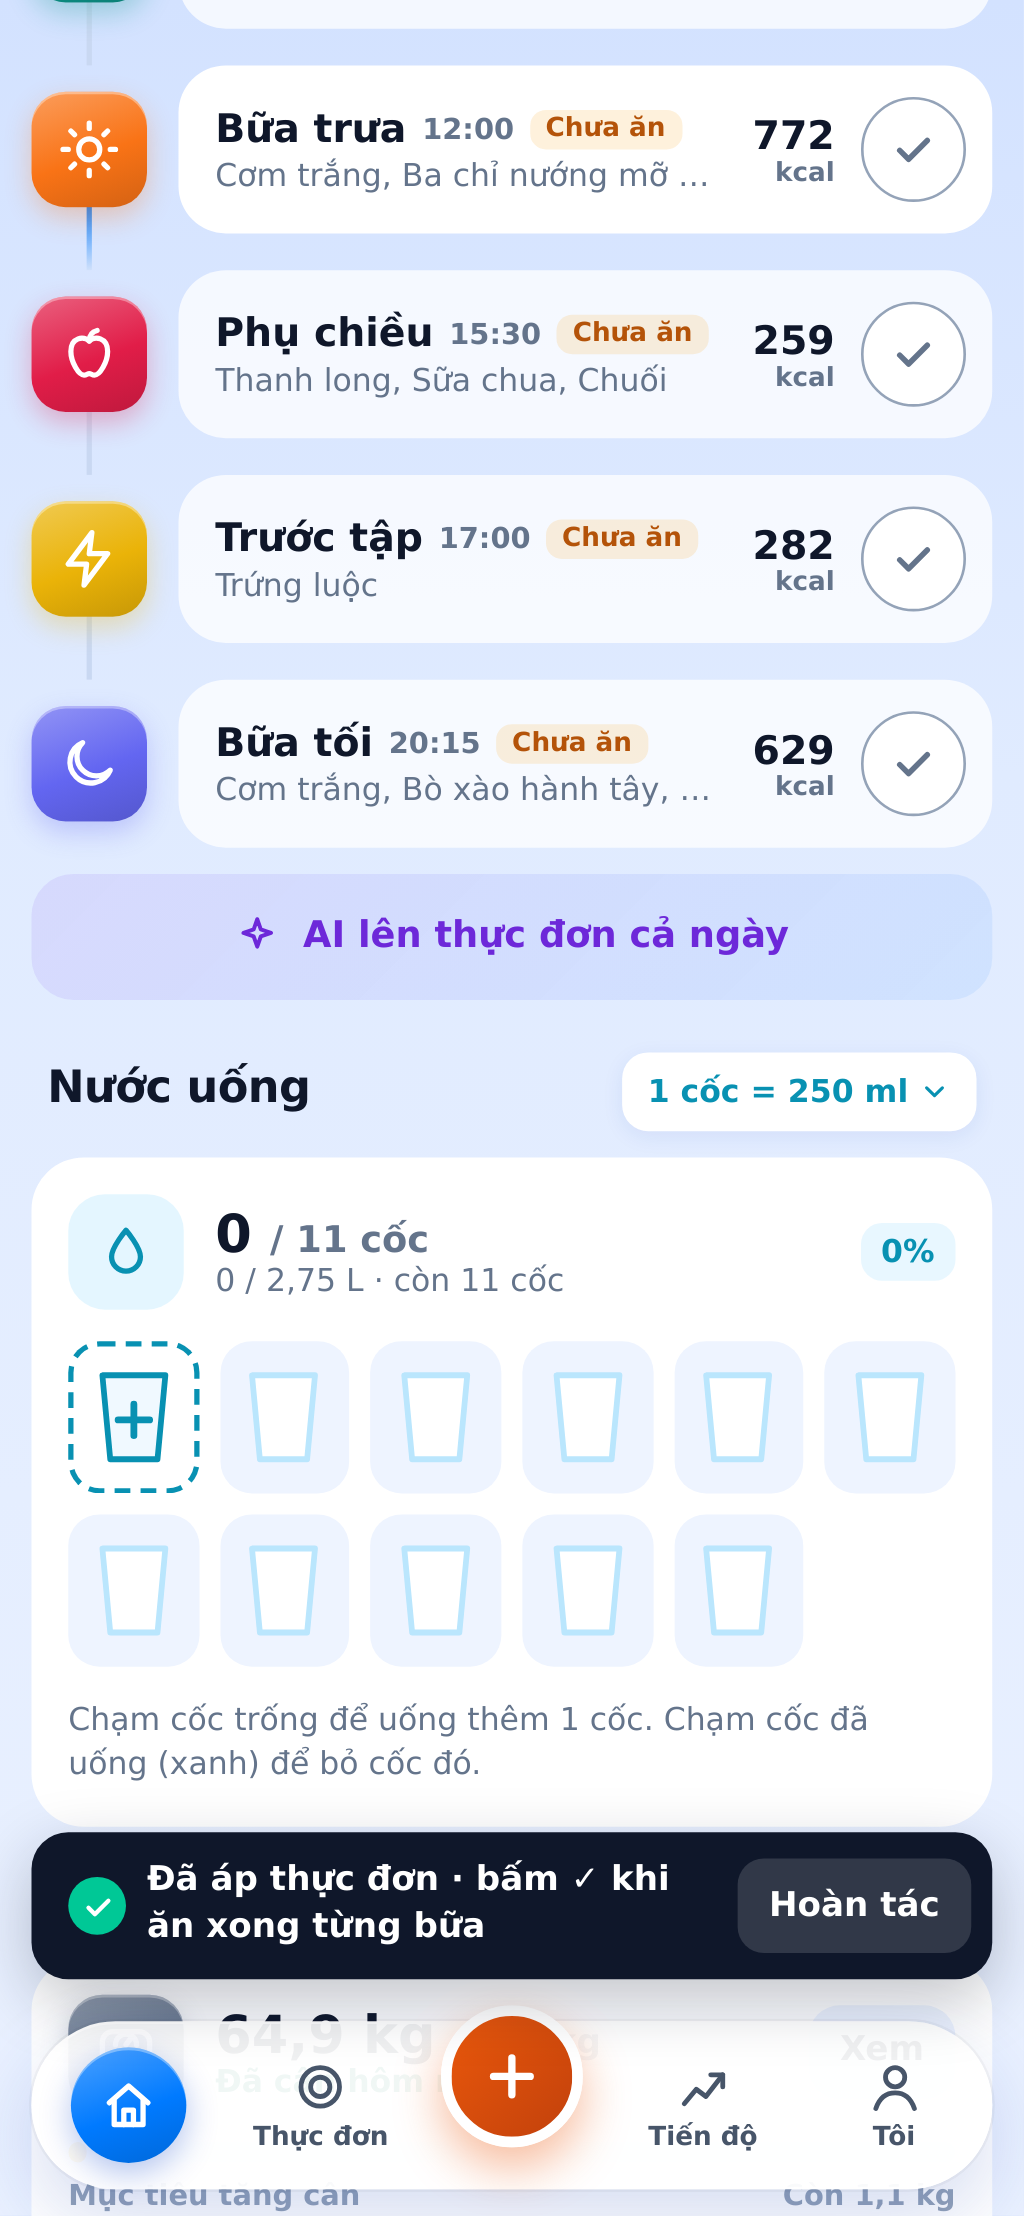 Bữa trưa 12:00 Chưa ăn
Cơm trắng, Ba chỉ nướng mỡ ...
772
kcal
Phụ chiều 15:30 Chưa ăn
Thanh long, Sữa chua, Chuối
259
kcal
Trước tập 17:00 Chưa ăn
Trứng luộc
282
kcal
Bữa tối 20:15 Chưa ăn
Cơm trắng, Bò xào hành tây, ...
629
kcal
AI lên thực đơn cả ngày
Nước uống
1 cốc = 250 ml
0 / 11 cốc
0 / 2,75 L · còn 11 cốc
0%
Chạm cốc trống để uống thêm 1 cốc. Chạm cốc đã
uống (xanh) để bỏ cốc đó.
Đã áp thực đơn · bấm ✓ khi
ăn xong từng bữa
Hoàn tác
64,9 kg
Xem
Đã hôm
Thực đơn
Tiến độ
Tôi
Mục tiêu tăng cân
Còn 1,1 kg